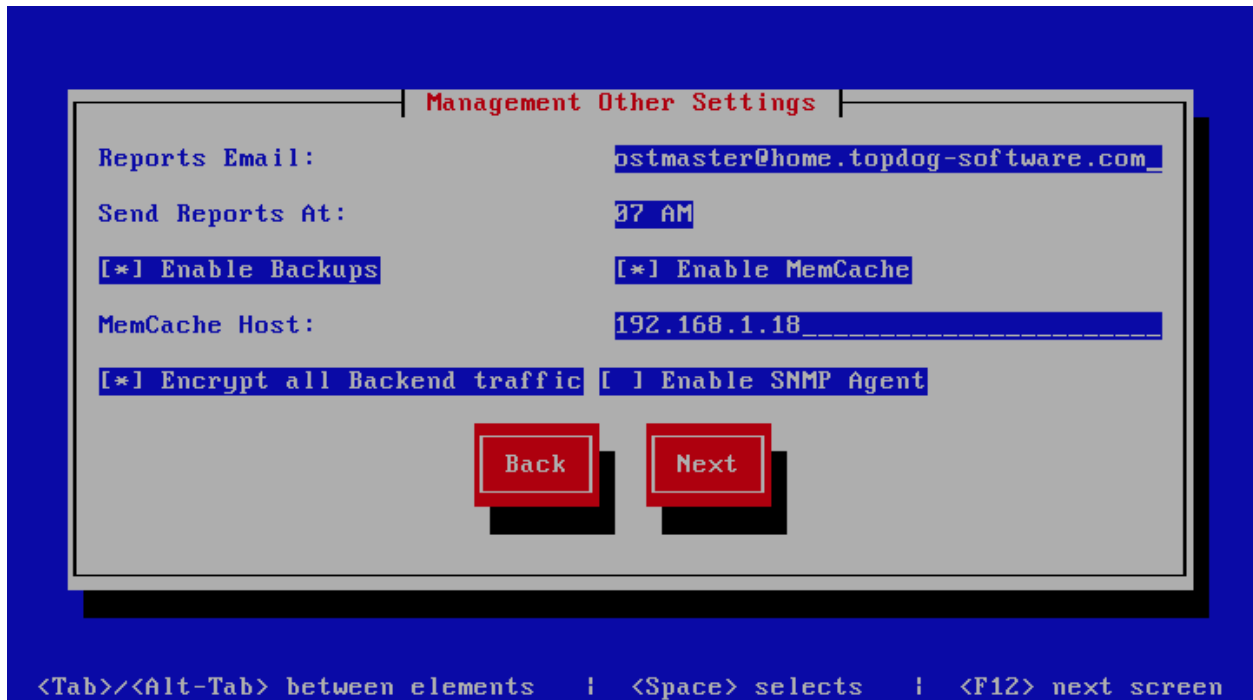 Management Other Settings
Reports Email: ostmaster@home.topdog-software.com_
Send Reports At: 07 AM
[*] Enable Backups [*] Enable MemCache
MemCache Host: 192.168.1.18_______________________
[*] Encrypt all Backend traffic [ ] Enable SNMP Agent
Back Next
<Tab>/<Alt-Tab> between elements | <Space> selects | <F12> next screen